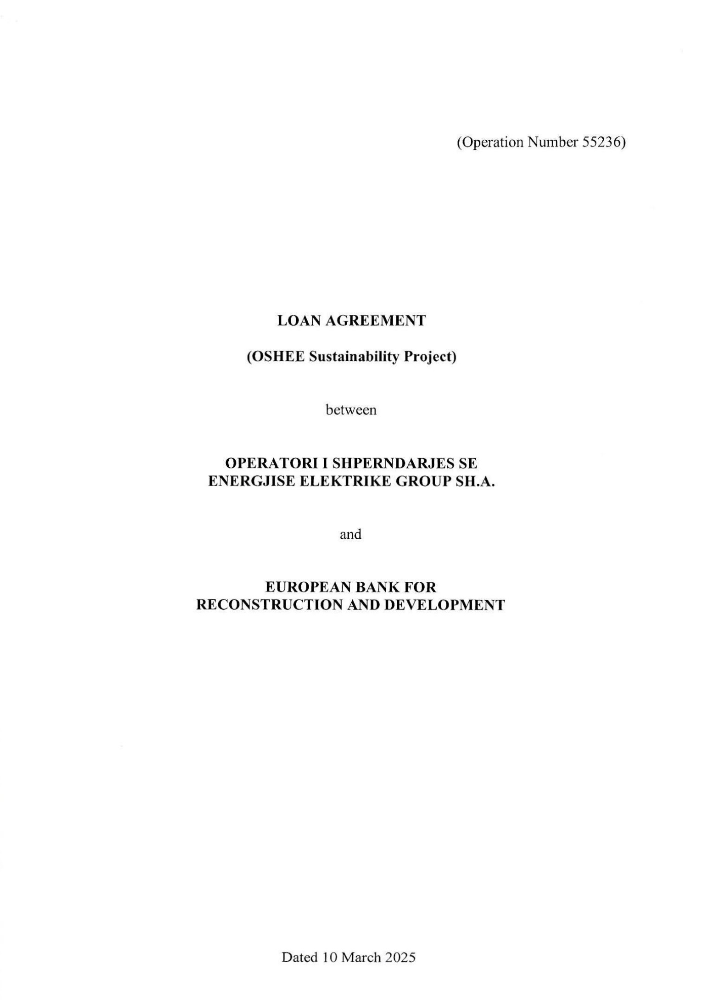 (Operation Number 55236)
LOAN AGREEMENT
(OSHEE Sustainability Project)
between
OPERATORI I SHPERNDARJES SE
ENERGJISE ELEKTRIKE GROUP SH.A.
and
EUROPEAN BANK FOR
RECONSTRUCTION AND DEVELOPMENT
Dated 10 March 2025